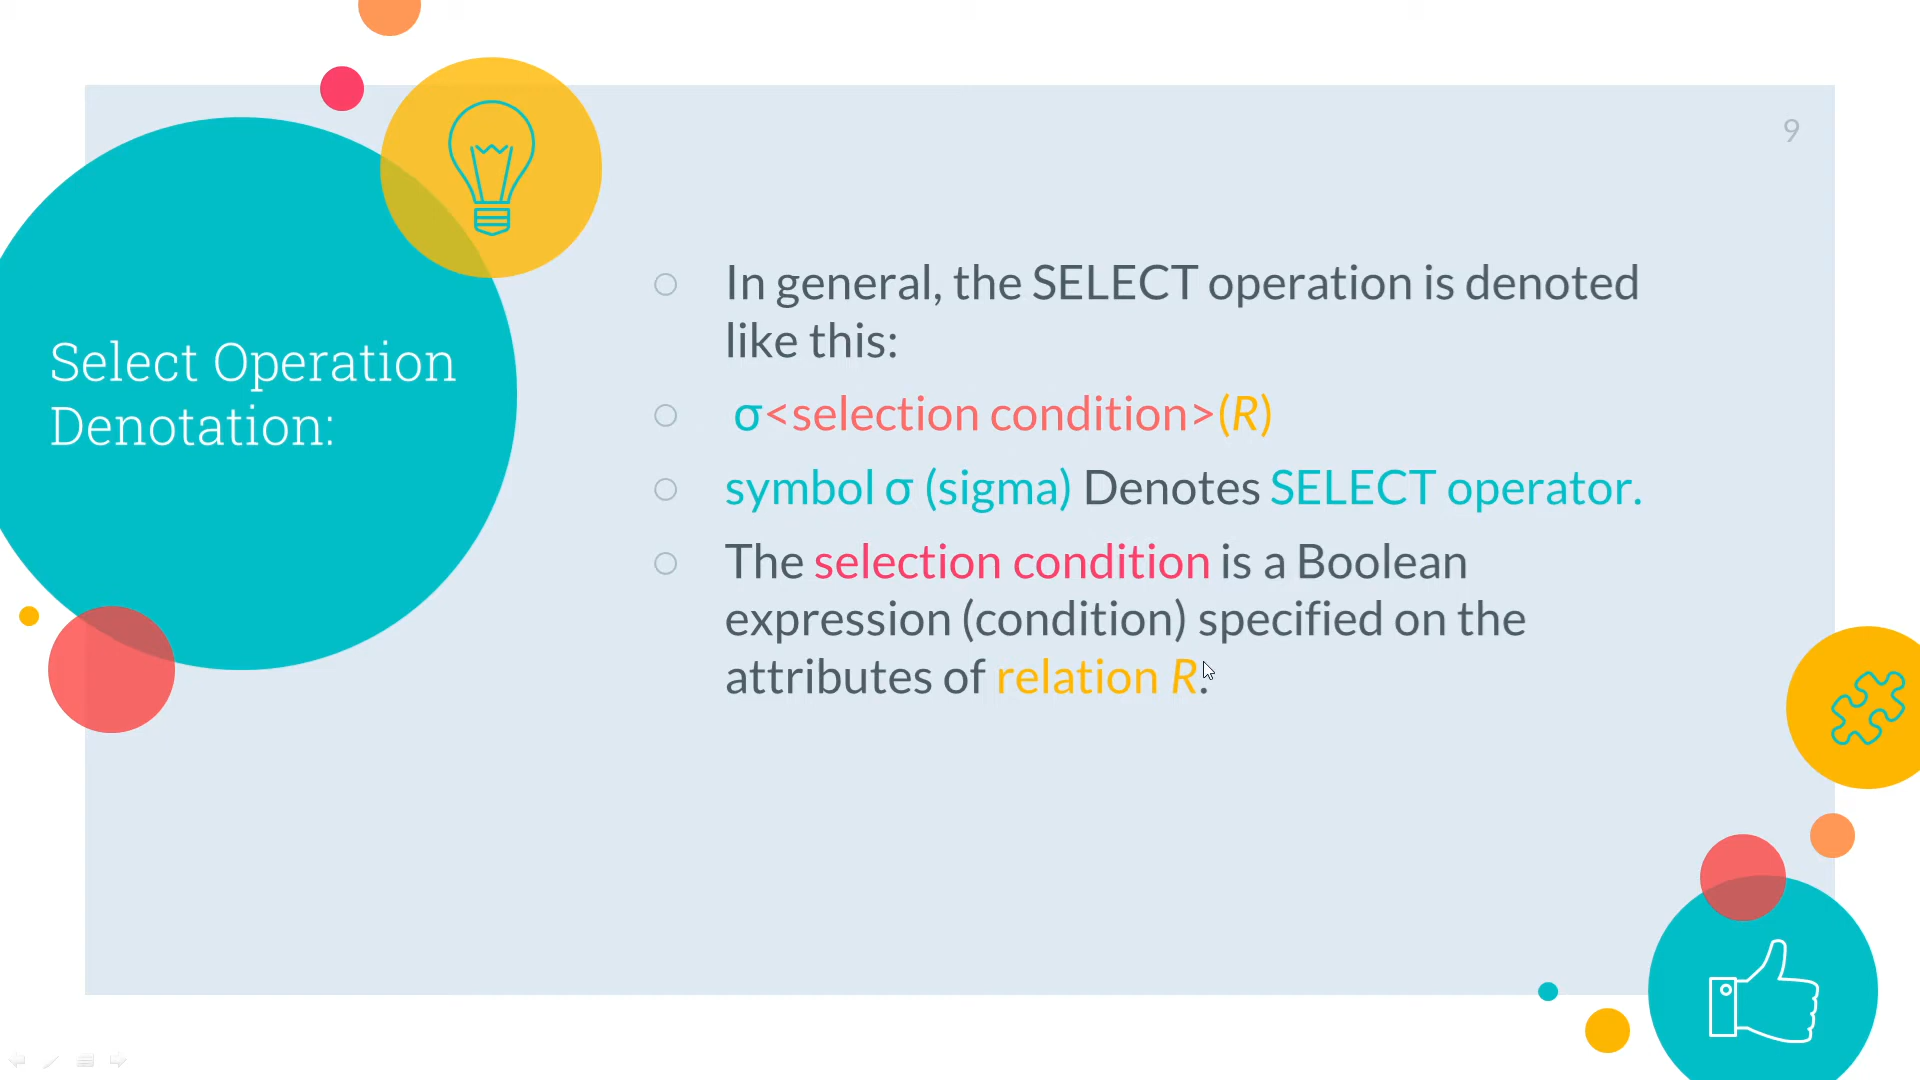 9
Select Operation
Denotation:
In general, the SELECT operation is denoted
like this:
σ<selection condition>(R)
symbol σ (sigma) Denotes SELECT operator.
The selection condition is a Boolean
expression (condition) specified on the
attributes of relation R.